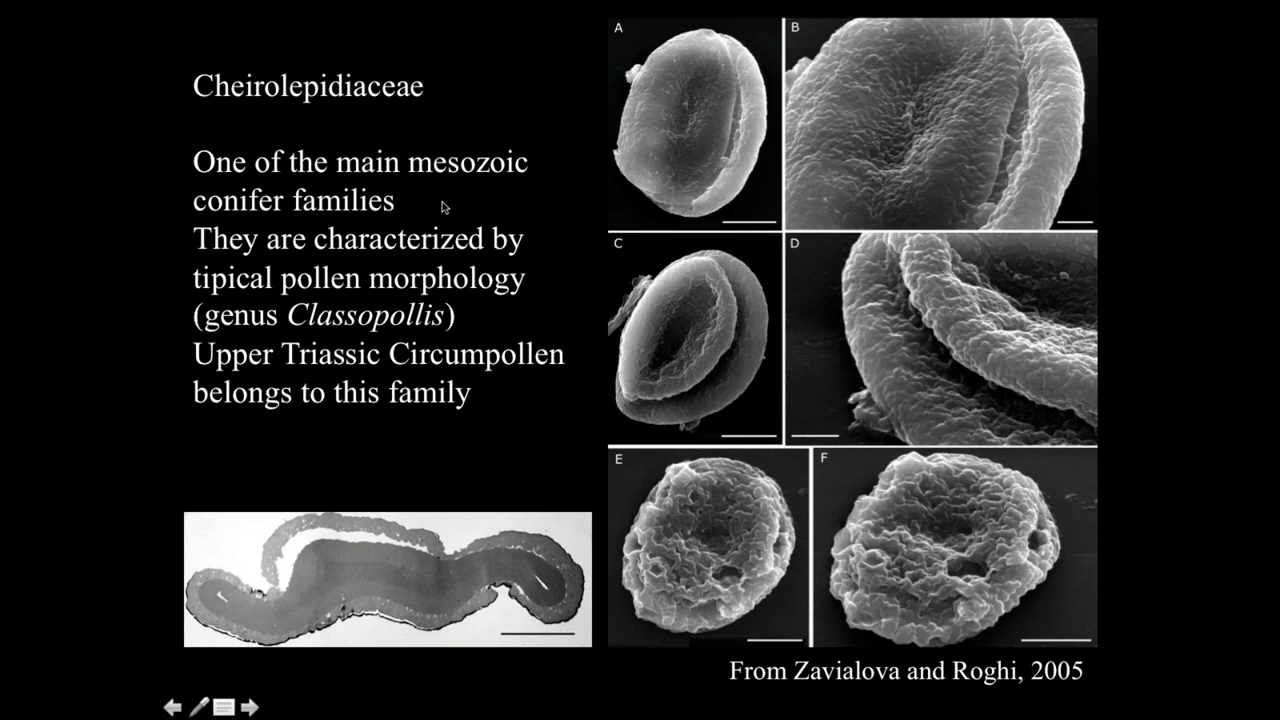 Cheirolepidiaceae
One of the main mesozoic
conifer families
They are characterized by
tipical pollen morphology
(genus Classopollis)
Upper Triassic Circumpollen
belongs to this family
A
B
C
D
E
F
From Zavialova and Roghi, 2005